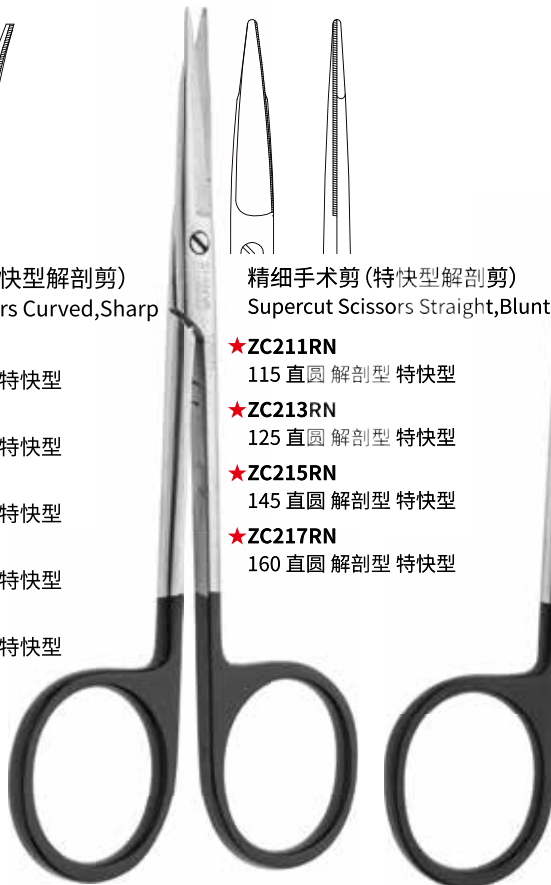 快型解剖剪）
rs Curved,Sharp
特快型
特快型
特快型
特快型
特快型
精细手术剪（特快型解剖剪）
Supercut Scissors Straight,Blunt
★ZC211RN
115 直圆 解剖型 特快型
★ZC213RN
125 直圆 解剖型 特快型
★ZC215RN
145 直圆 解剖型 特快型
★ZC217RN
160 直圆 解剖型 特快型